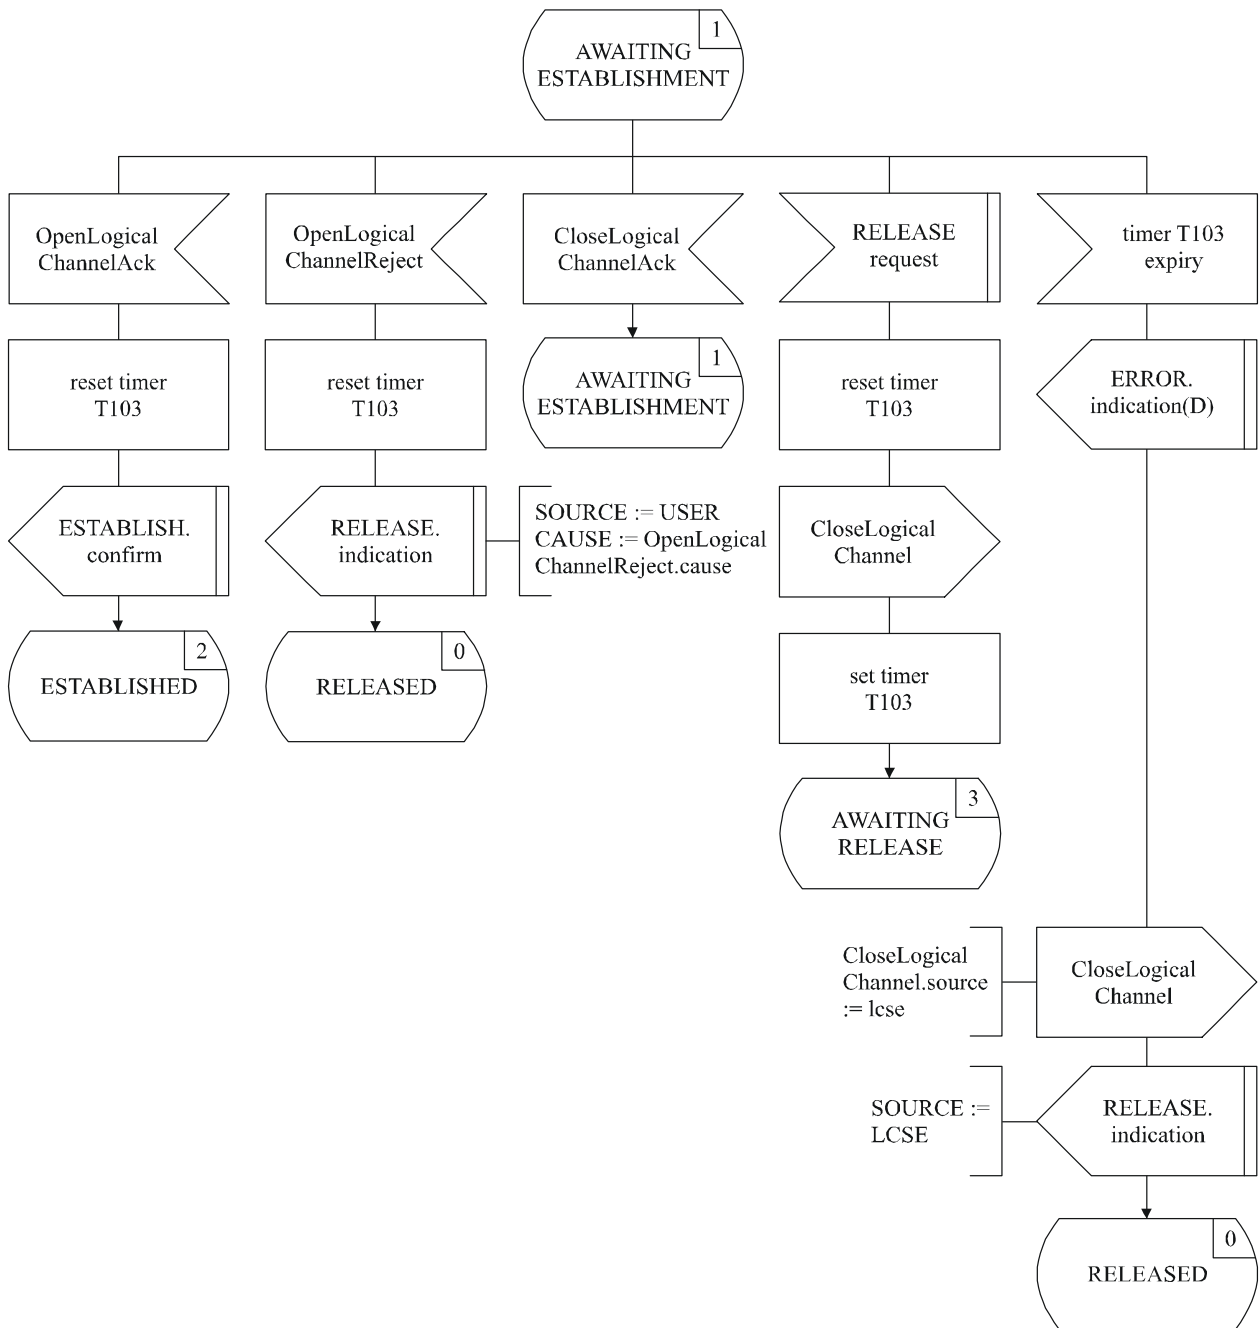 1
AWAITING
ESTABLISHMENT
OpenLogical
ChannelAck
OpenLogical
ChannelReject
CloseLogical
ChannelAck
RELEASE
request
timer T103
expiry
reset timer
T103
reset timer
T103
1
AWAITING
ESTABLISHMENT
reset timer
T103
ERROR.
indication(D)
ESTABLISH.
confirm
RELEASE.
indication
SOURCE := USER
CAUSE := OpenLogical
ChannelReject.cause
CloseLogical
Channel
2
ESTABLISHED
0
RELEASED
set timer
T103
3
AWAITING
RELEASE
CloseLogical
Channel.source
:= lcse
CloseLogical
Channel
SOURCE :=
LCSE
RELEASE.
indication
0
RELEASED